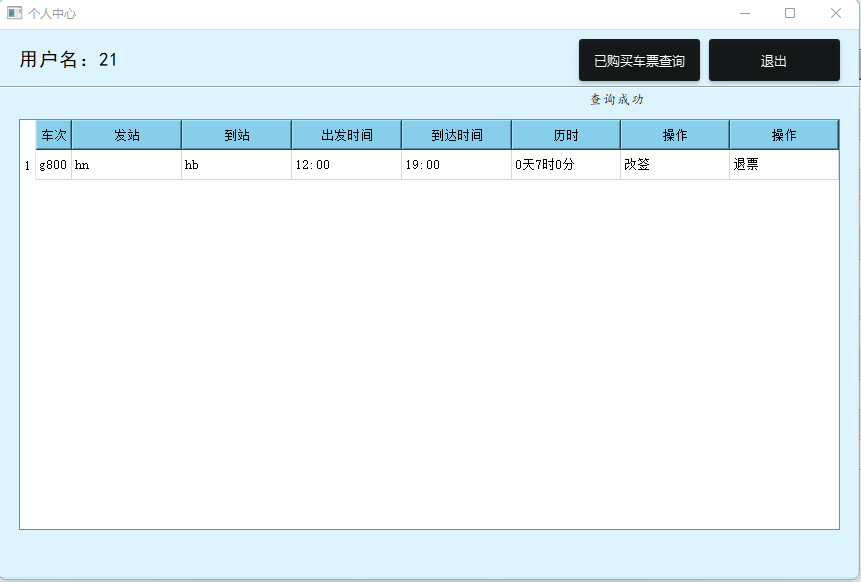 个人中心
用户名：21 已购买车票查询 退出
查询成功
车次 发站 到站 出发时间 到达时间 历时 操作 操作
1 g800 hn hb 12:00 19:00 0天7时0分 改签 退票